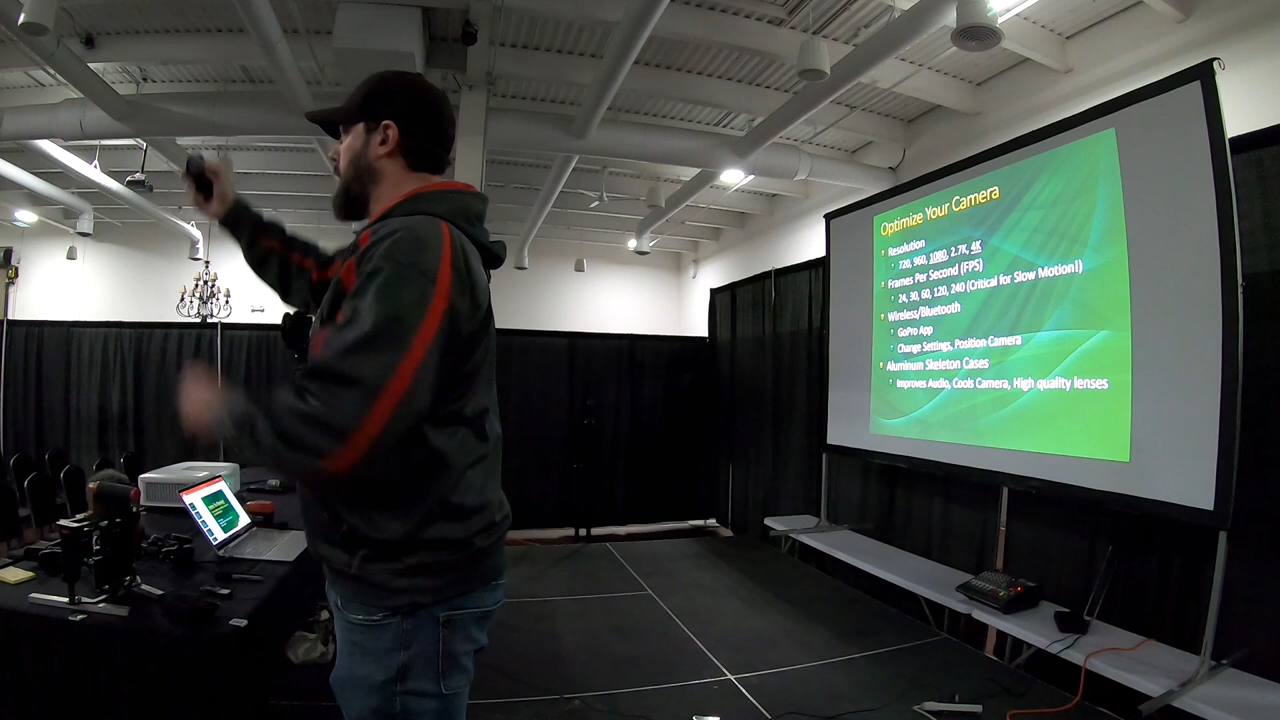 Optimize Your Camera
Resolution
720, 960, 1080, 2.7K, 4K
Frames Per Second (FPS)
24, 30, 60, 120, 240 (Critical for Slow Motion!)
Wireless/Bluetooth
GoPro App
Change Settings, Position Camera
Aluminum Skeleton Cases
Improves Audio, Cools Camera, High quality lenses